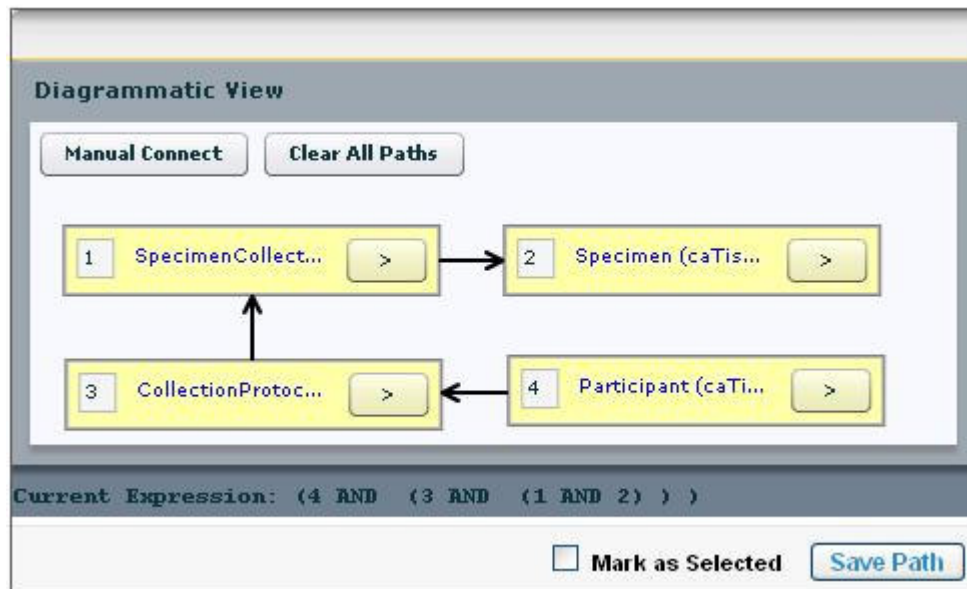 Diagrammatic View
Manual Connect Clear All Paths
1 SpecimenCollect... > 2 Specimen (caTis... >
3 CollectionProtoc... > 4 Participant (caTi... >
Current Expression: (4 AND (3 AND (1 AND 2) ) )
Mark as Selected Save Path